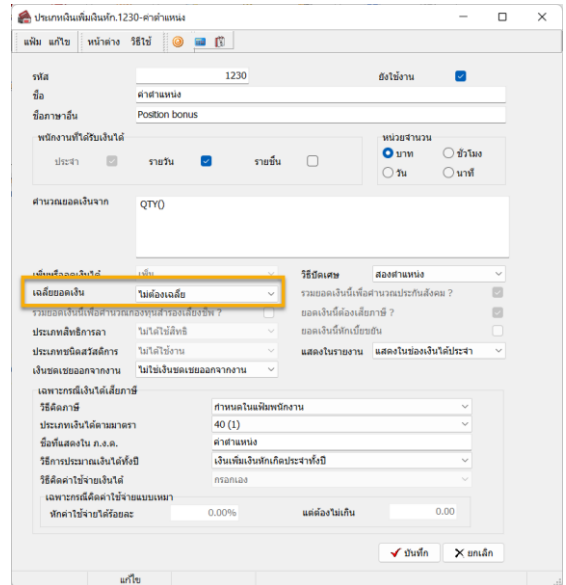 ประเภทเงินเพิ่มเงินหัก.1230-ค่าตำแหน่ง
แฟ้ม แก้ไข หน้าต่าง วิธีใช้
รหัส 1230 ยังใช้งาน
ชื่อ ค่าตำแหน่ง
ชื่อภาษาอื่น Position bonus
พนักงานที่ได้รับเงินได้ หน่วยจำนวน
ประจำ รายวัน รายชิ้น บาท ชั่วโมง
วัน นาที
คำนวณยอดเงินจาก QTY()
เพิ่มหรือลดเงินได้ เพิ่ม วิธีปัดเศษ สองตำแหน่ง
เฉลี่ยยอดเงิน ไม่ต้องเฉลี่ย รวมยอดเงินนี้เพื่อคำนวณประกันสังคม ?
รวมยอดเงินนี้เพื่อคำนวณกองทุนสำรองเลี้ยงชีพ ? ยอดเงินนี้ต้องเสียภาษี ?
ประเภทสิทธิการลา ไม่ได้ใช้สิทธิ ยอดเงินนี้หักเบี้ยขยัน
ประเภทชนิดสวัสดิการ ไม่ได้ใช้งาน แสดงในรายงาน แสดงในช่องเงินได้ประจำ
เงินชดเชยออกจากงาน ไม่ใช่เงินชดเชยออกจากงาน
เฉพาะกรณีเงินได้เสียภาษี
วิธีคิดภาษี กำหนดในแฟ้มพนักงาน
ประเภทเงินได้ตามมาตรา 40 (1)
ชื่อที่แสดงใน ภ.ง.ด. ค่าตำแหน่ง
วิธีการประมาณเงินได้ทั้งปี เงินเพิ่มเงินหักเกิดประจำทั้งปี
วิธีคิดค่าใช้จ่ายเงินได้ กรอกเอง
เฉพาะกรณีคิดค่าใช้จ่ายแบบเหมา
หักค่าใช้จ่ายได้ร้อยละ 0.00% แต่ต้องไม่เกิน 0.00
บันทึก ยกเลิก
แก้ไข